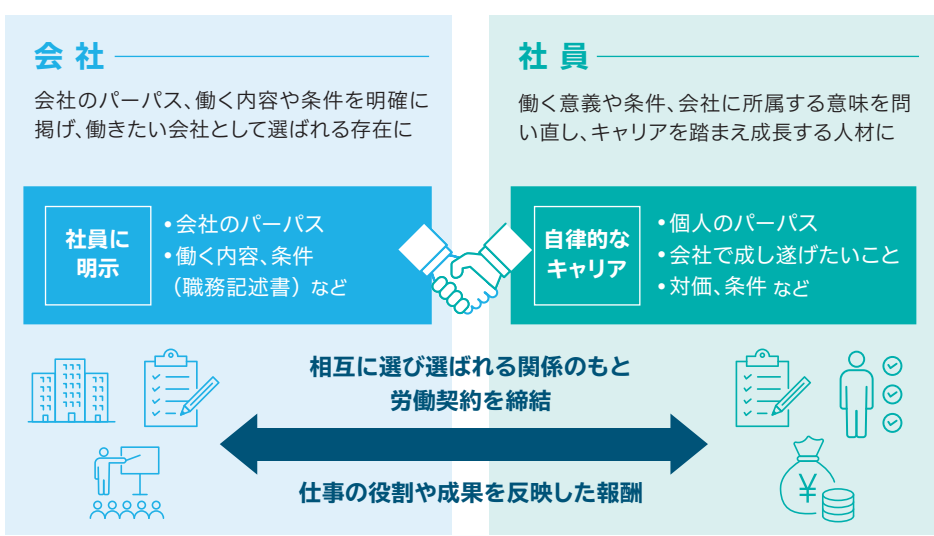 会社
会社のパーパス、働く内容や条件を明確に
掲げ、働きたい会社として選ばれる存在に
社員に
明示
•会社のパーパス
•働く内容、条件
（職務記述書）など
社員
働く意義や条件、会社に所属する意味を問
い直し、キャリアを踏まえ成長する人材に
自律的な
キャリア
•個人のパーパス
•会社で成し遂げたいこと
•対価、条件 など
相互に選び選ばれる関係のもと
労働契約を締結
仕事の役割や成果を反映した報酬
¥